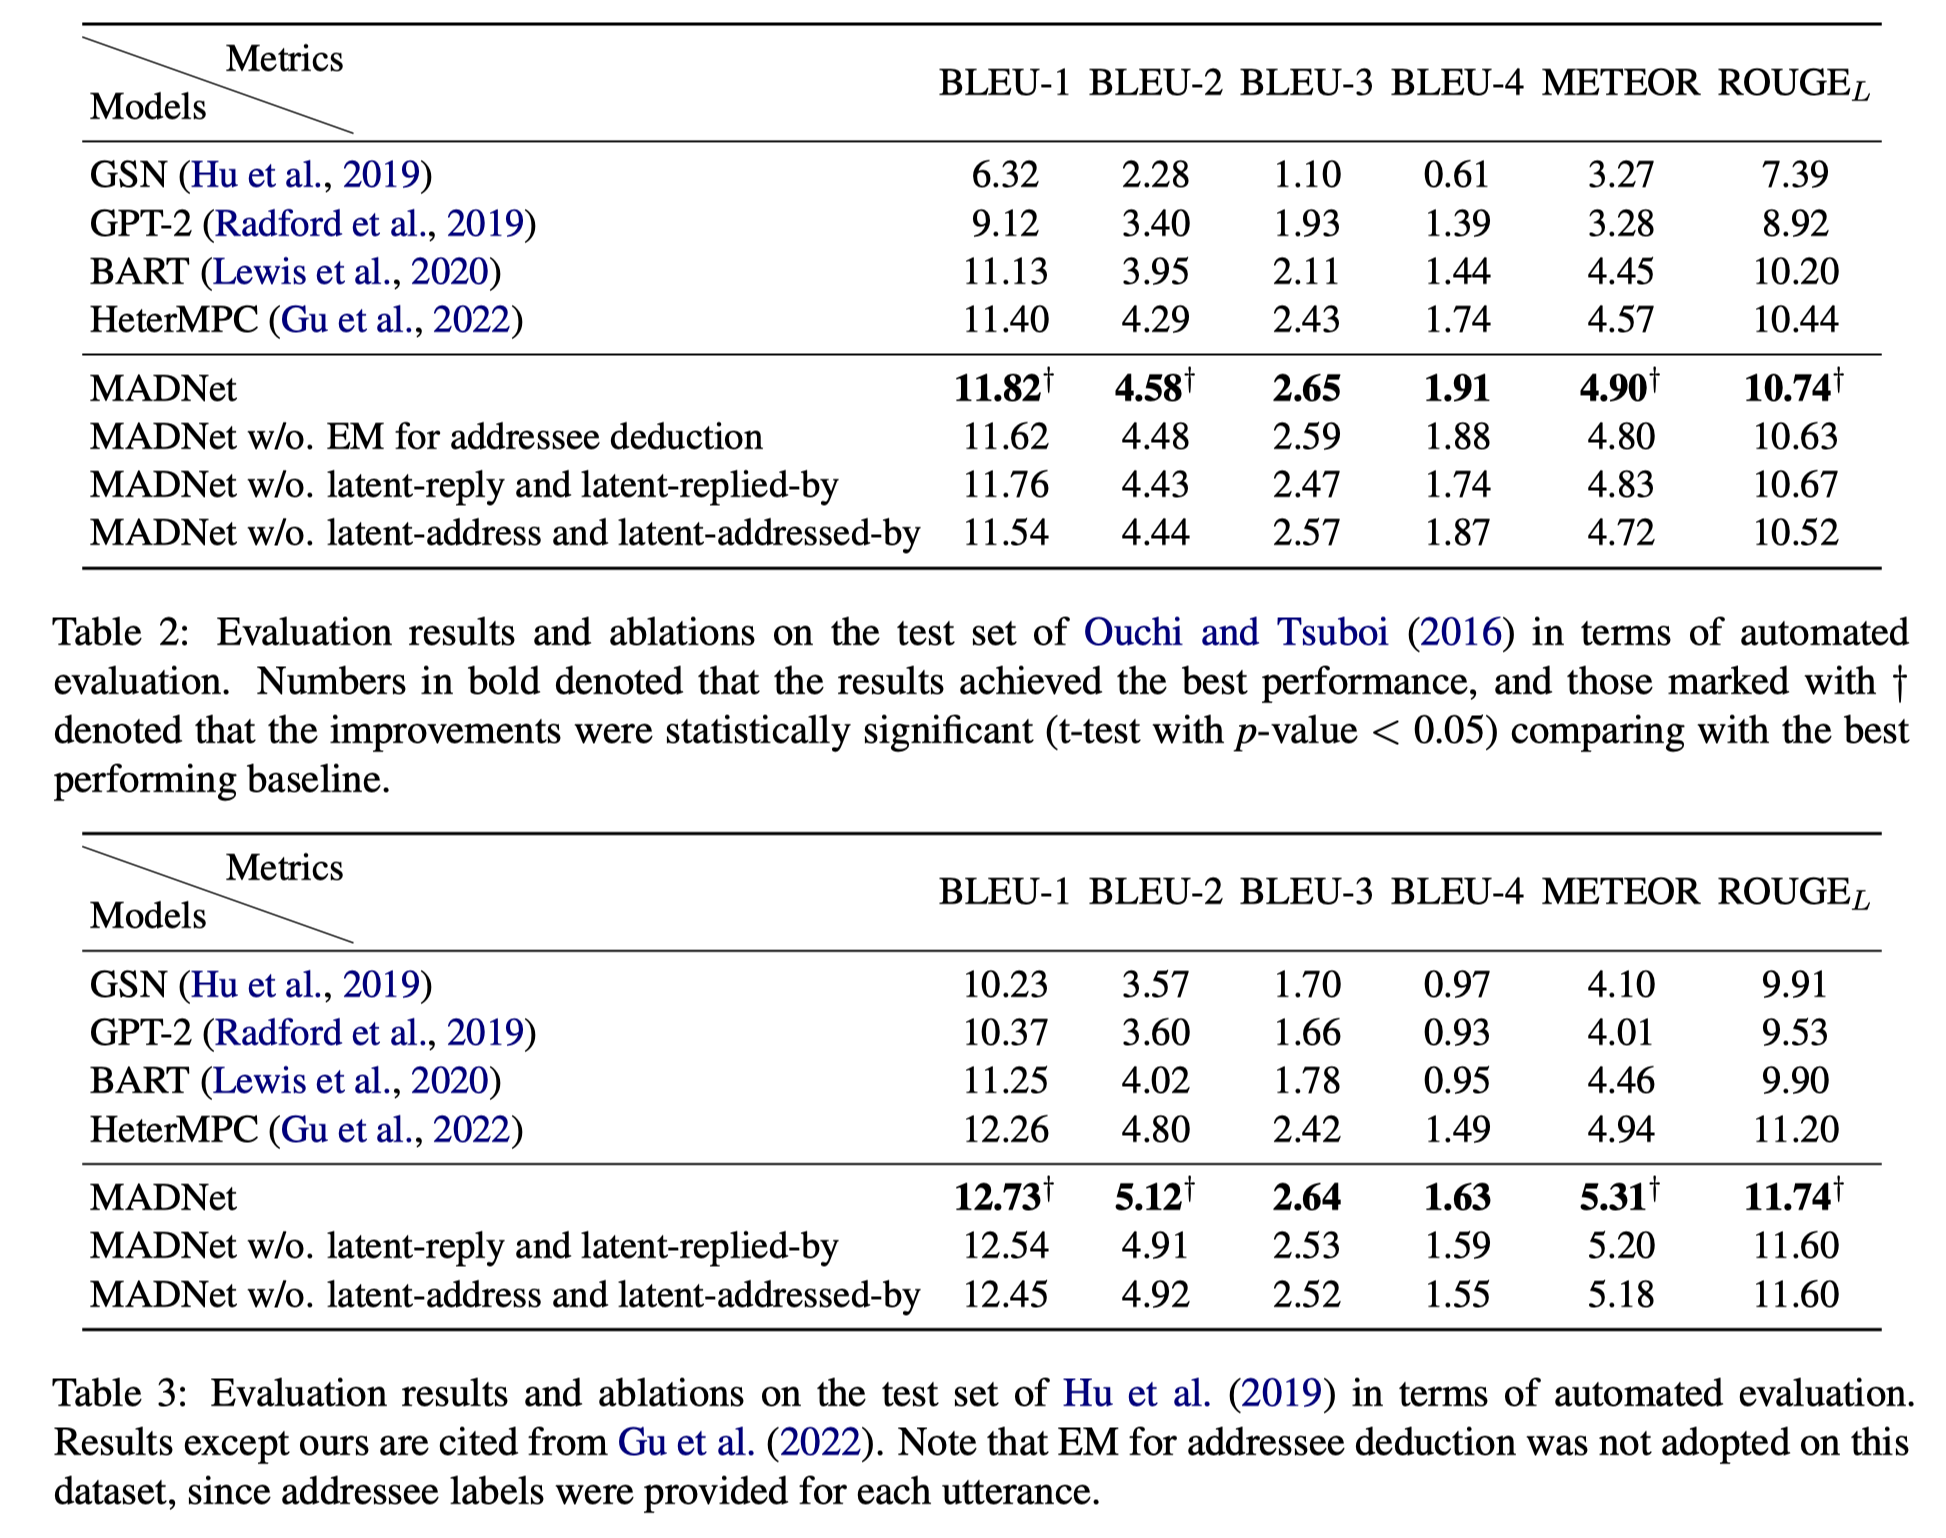 Metrics
Models
BLEU-1 BLEU-2 BLEU-3 BLEU-4 METEOR ROUGE_L
GSN (Hu et al., 2019) 6.32 2.28 1.10 0.61 3.27 7.39
GPT-2 (Radford et al., 2019) 9.12 3.40 1.93 1.39 3.28 8.92
BART (Lewis et al., 2020) 11.13 3.95 2.11 1.44 4.45 10.20
HeterMPC (Gu et al., 2022) 11.40 4.29 2.43 1.74 4.57 10.44
MADNet 11.82† 4.58† 2.65 1.91 4.90† 10.74†
MADNet w/o. EM for addressee deduction 11.62 4.48 2.59 1.88 4.80 10.63
MADNet w/o. latent-reply and latent-replied-by 11.76 4.43 2.47 1.74 4.83 10.67
MADNet w/o. latent-address and latent-addressed-by 11.54 4.44 2.57 1.87 4.72 10.52
Table 2: Evaluation results and ablations on the test set of Ouchi and Tsuboi (2016) in terms of automated
evaluation. Numbers in bold denoted that the results achieved the best performance, and those marked with †
denoted that the improvements were statistically significant (t-test with p-value < 0.05) comparing with the best
performing baseline.
Metrics
Models
BLEU-1 BLEU-2 BLEU-3 BLEU-4 METEOR ROUGE_L
GSN (Hu et al., 2019) 10.23 3.57 1.70 0.97 4.10 9.91
GPT-2 (Radford et al., 2019) 10.37 3.60 1.66 0.93 4.01 9.53
BART (Lewis et al., 2020) 11.25 4.02 1.78 0.95 4.46 9.90
HeterMPC (Gu et al., 2022) 12.26 4.80 2.42 1.49 4.94 11.20
MADNet 12.73† 5.12† 2.64 1.63 5.31† 11.74†
MADNet w/o. latent-reply and latent-replied-by 12.54 4.91 2.53 1.59 5.20 11.60
MADNet w/o. latent-address and latent-addressed-by 12.45 4.92 2.52 1.55 5.18 11.60
Table 3: Evaluation results and ablations on the test set of Hu et al. (2019) in terms of automated evaluation.
Results except ours are cited from Gu et al. (2022). Note that EM for addressee deduction was not adopted on this
dataset, since addressee labels were provided for each utterance.